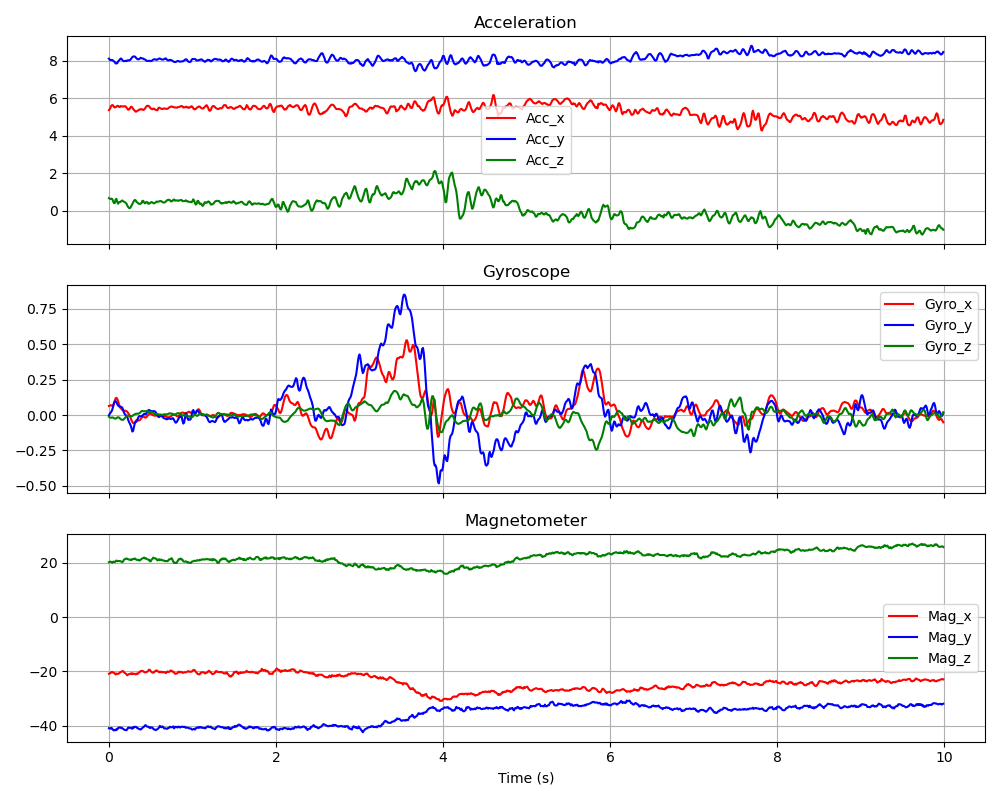 Acceleration
8
6
4
2
0
Acc_x
Acc_y
Acc_z
Gyroscope
0.75
0.50
0.25
0.00
−0.25
−0.50
Gyro_x
Gyro_y
Gyro_z
Magnetometer
20
0
−20
−40
Mag_x
Mag_y
Mag_z
0 2 4 6 8 10
Time (s)